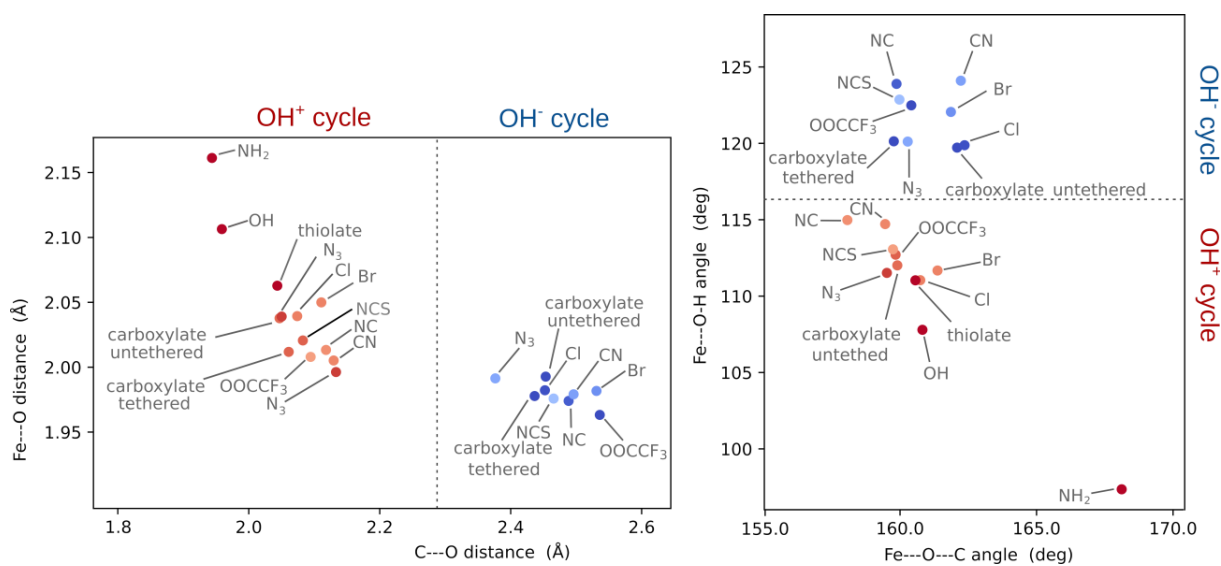 OH+ cycle
OH- cycle
Fe---O distance (Å)
2.15
2.10
2.05
2.00
1.95
NH2
OH
thiolate
N3
Cl
Br
carboxylate
untethered
NCS
NC
CN
carboxylate
tethered
OOCCF3
N3
N3
carboxylate
untethered
Cl
CN
Br
carboxylate
tethered
NCS
NC
OOCCF3
1.8
2.0
2.2
2.4
2.6
C---O distance (Å)
Fe---O-H angle (deg)
125
120
115
110
105
100
NC
CN
NCS
Br
OOCCF3
Cl
carboxylate
tethered
N3
carboxylate untethered
NC
CN
OOCCF3
NCS
Br
N3
Cl
carboxylate
untethed
thiolate
OH
NH2
155.0
160.0
165.0
170.0
Fe---O---C angle (deg)
OH- cycle
OH+ cycle